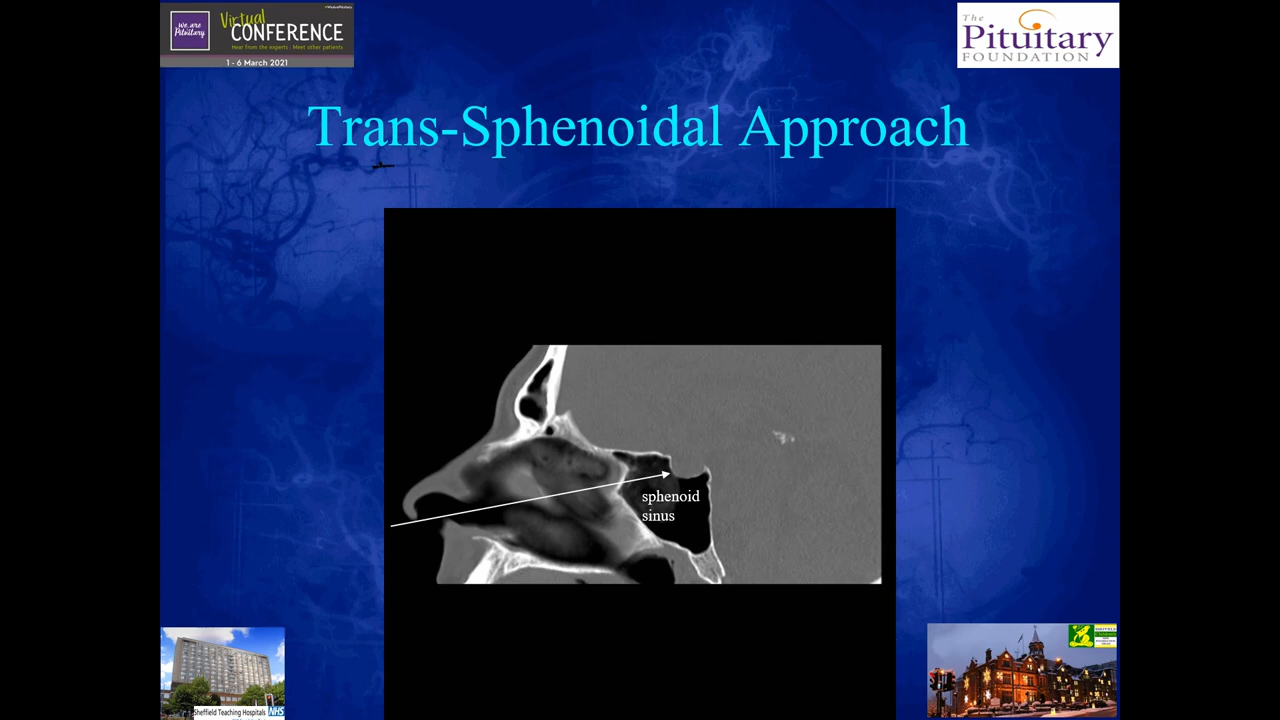 we are
Pituitary
Virtual
CONFERENCE
Hear from the experts | Meet other patients
1 - 6 March 2021
The
Pituitary
FOUNDATION
Trans-Sphenoidal Approach
sphenoid
sinus
Sheffield Teaching Hospitals NHS